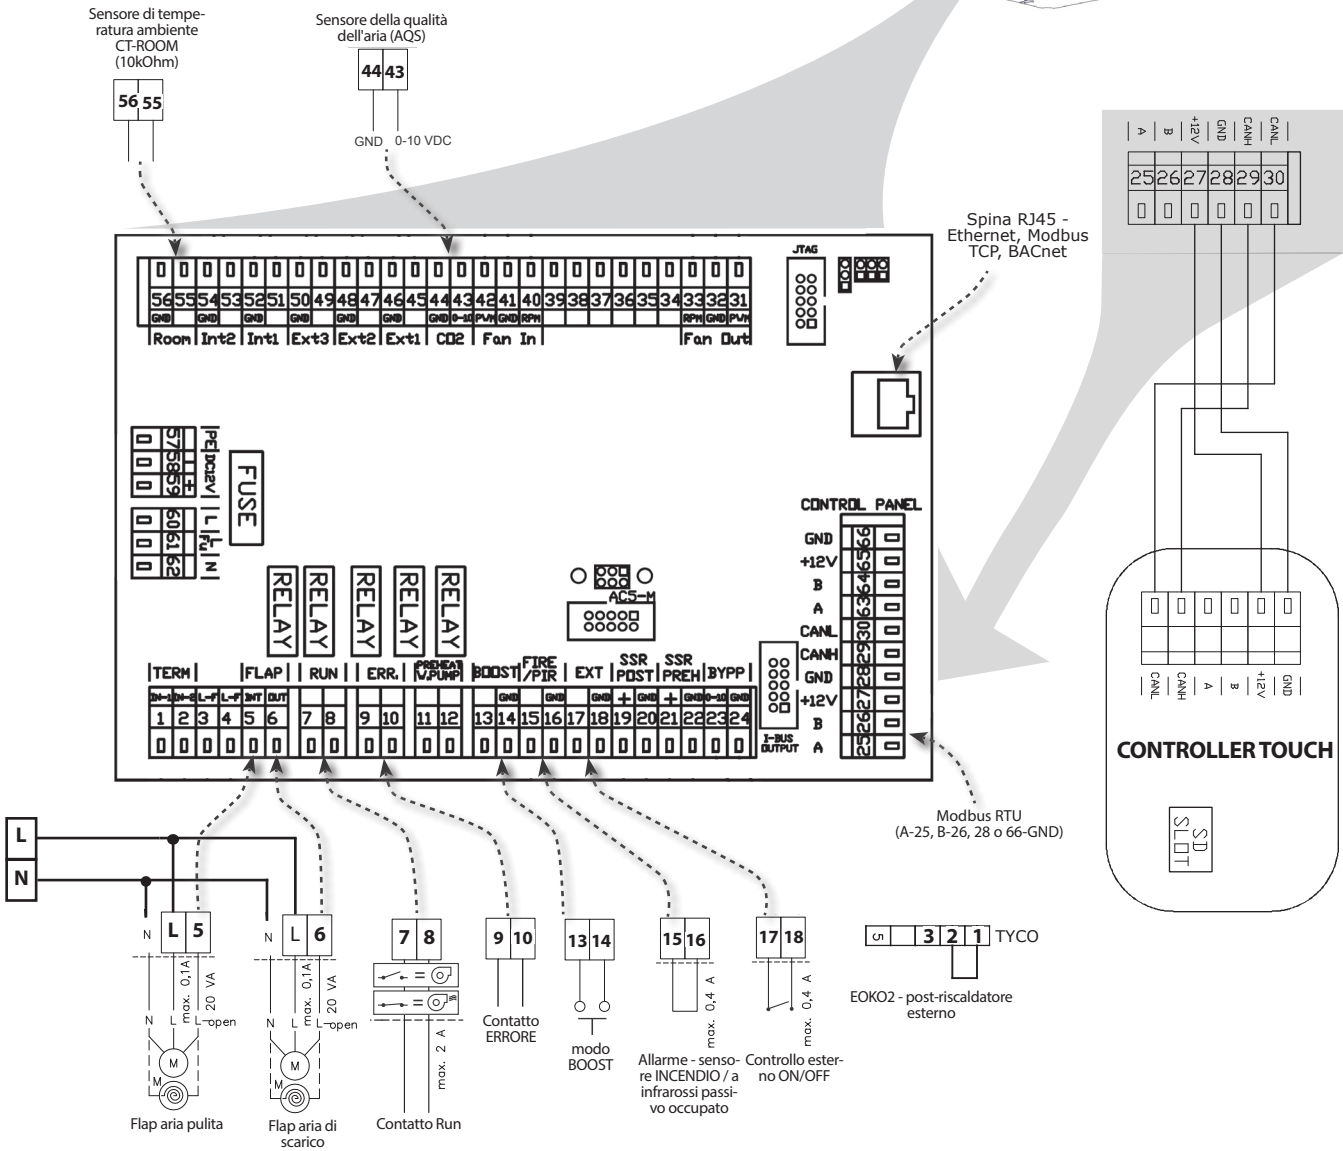 Sensore di tempe-
ratura ambiente
CT-ROOM
(10kOhm)
56 55
Sensore della qualità
dell'aria (AQS)
44 43
GND 0-10 VDC
A B +12V GND CANH CANL
25 26 27 28 29 30
Spina RJ45 -
Ethernet, Modbus
TCP, BACnet
JTAG
56 55 54 53 52 51 50 49 48 47 46 45 44 43 42 41 40 39 38 37 36 35 34 33 32 31
GND GND GND GND GND GND GND 0-10 PWM GND RPM RPM GND PWM
Room Int2 Int1 Ext3 Ext2 Ext1 CO2 Fan In Fan Out
PE DC12V
57 58 59
- +
L L-Fu N
60 61 62
FUSE
RELAY RELAY RELAY RELAY RELAY
AC5-M
CONTROL PANEL
GND 66
+12V 65
B 64
A 63
CANL 30
CANH 29
GND 28
+12V 27
B 26
A 25
I-BUS
OUTPUT
TERM FLAP RUN ERR. PREHEAT
W.PUMP BOOST FIRE
/PIR EXT SSR
POST SSR
PREH BYPP
IN-1 IN-2 L-F L-F INT OUT GND GND GND + GND + GND 0-10 GND
1 2 3 4 5 6 7 8 9 10 11 12 13 14 15 16 17 18 19 20 21 22 23 24
CANL CANH A B +12V GND
CONTROLLER TOUCH
SD
SLOT
Modbus RTU
(A-25, B-26, 28 o 66-GND)
L
N
N L 5
max. 0,1A
20 VA
N L L-open
M
M
Flap aria pulita
N L 6
max. 0,1A
20 VA
N L L-open
M
M
Flap aria di
scarico
7 8
=
=
max. 2 A
Contatto Run
9 10
Contatto
ERRORE
13 14
modo
BOOST
15 16
max. 0,4 A
Allarme - senso-
re INCENDIO / a
infrarossi passi-
vo occupato
17 18
max. 0,4 A
Controllo ester-
no ON/OFF
5 3 2 1 TYCO
EOKO2 - post-riscaldatore
esterno